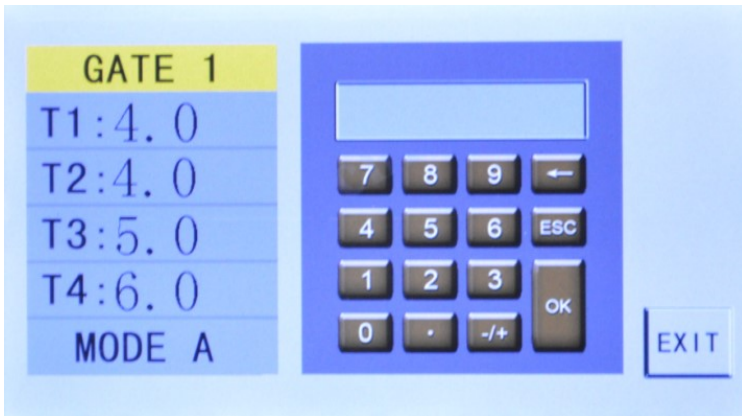 GATE 1
T1:4.0
T2:4.0
T3:5.0
T4:6.0
MODE A
7 8 9 ←
4 5 6 ESC
1 2 3
OK
0 . -/+
EXIT